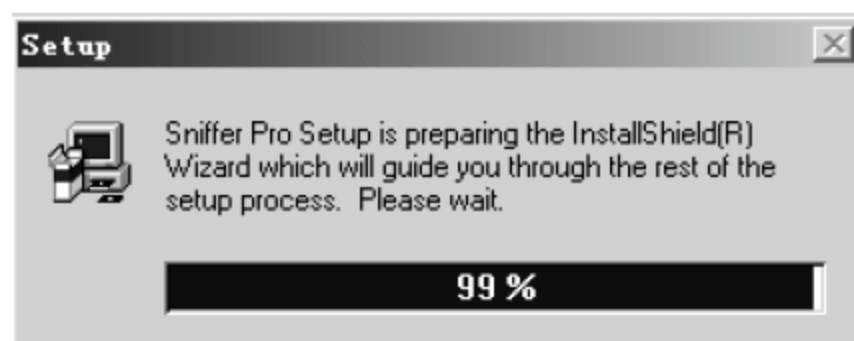 Setup
Sniffer Pro Setup is preparing the InstallShield(R)
Wizard which will guide you through the rest of the
setup process.  Please wait.
99 %